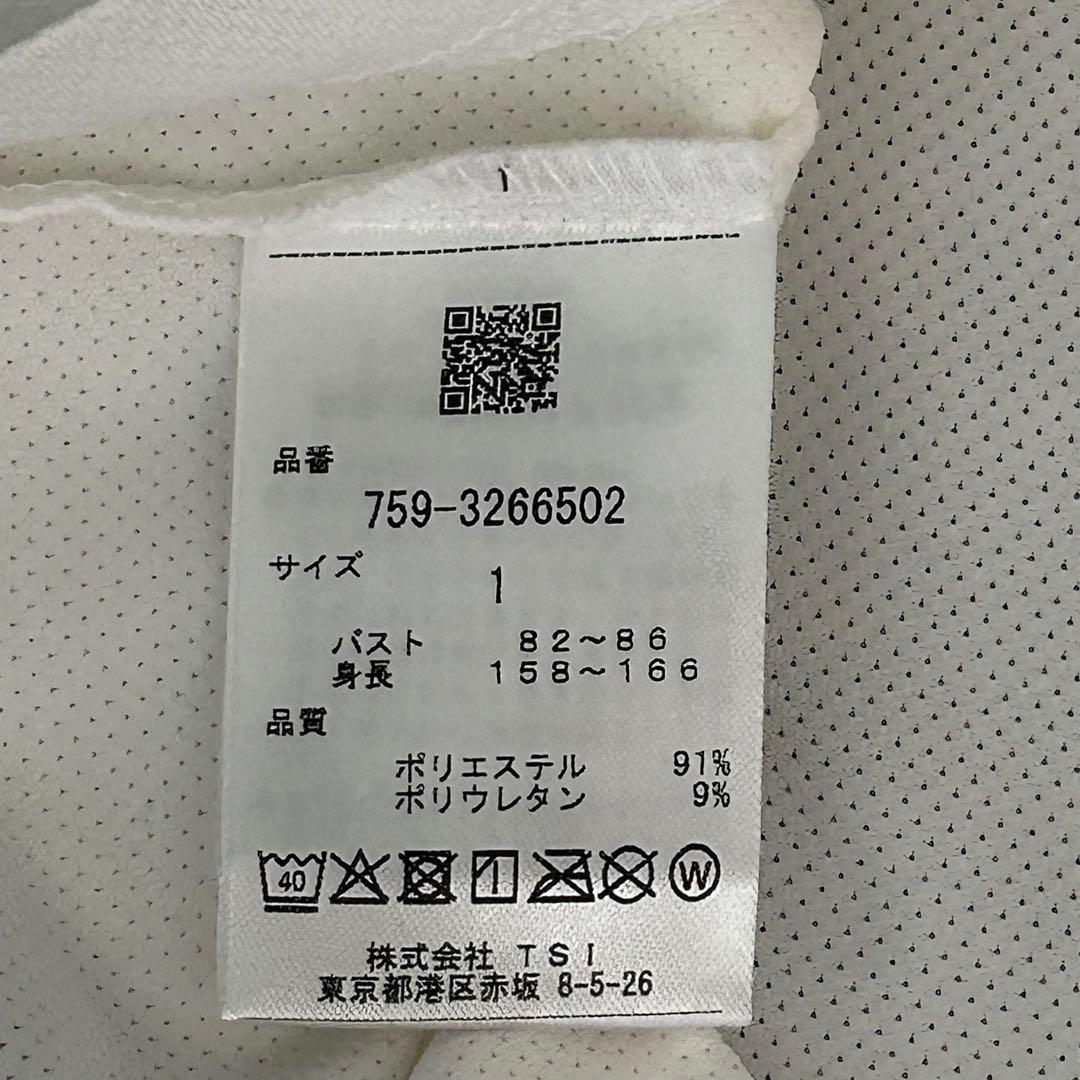 品番
759-3266502
サイズ
1
バスト 82〜86
身長 158〜166
品質
ポリエステル 91%
ポリウレタン 9%
40 W
株式会社 TSI
東京都港区赤坂 8-5-26